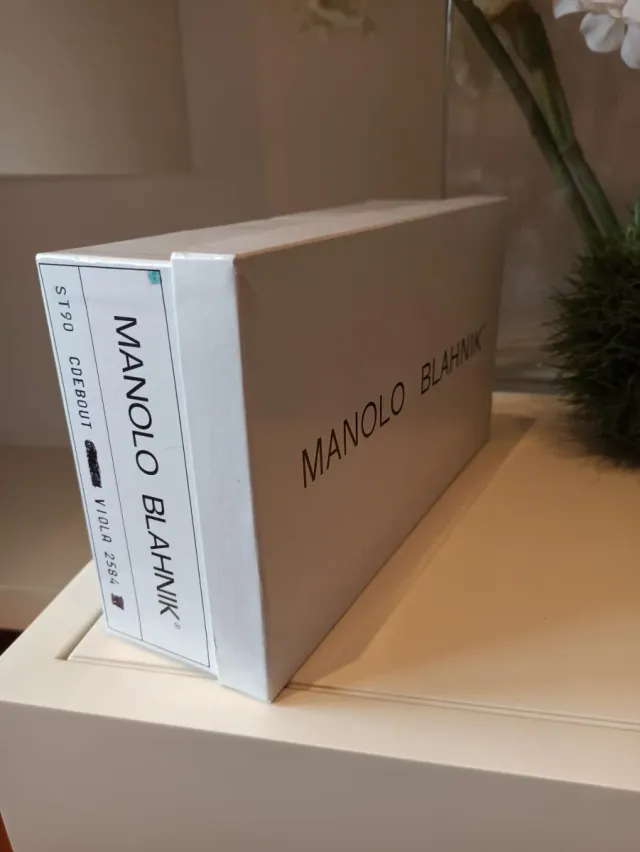 ST90 CDEBOUT VIOLA 2584
MANOLO BLAHNIK®
MANOLO BLAHNIK